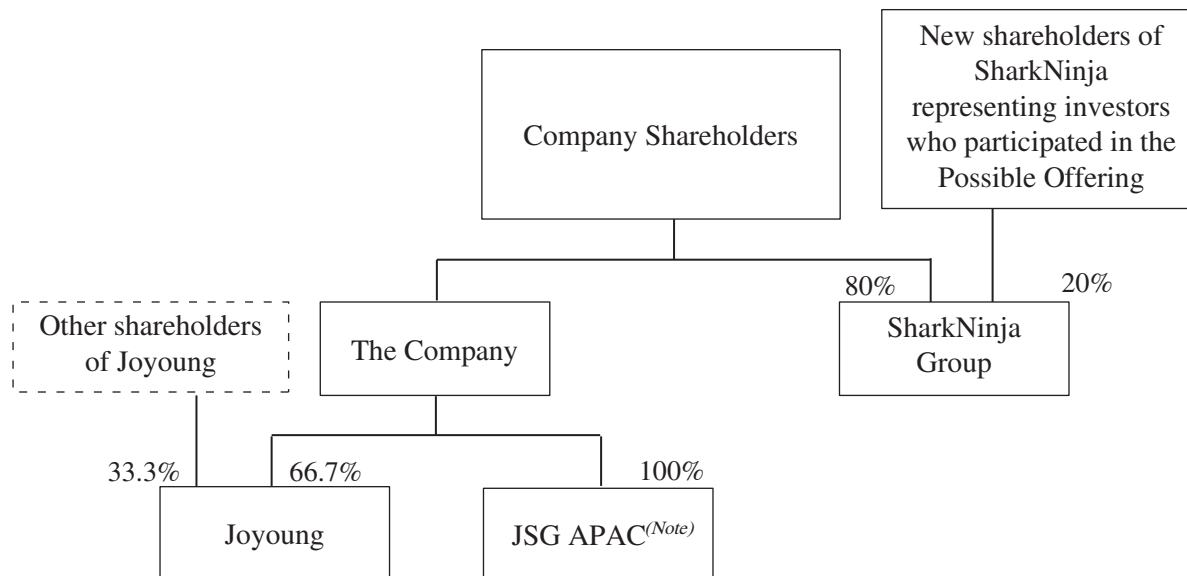 New shareholders of
SharkNinja
representing investors
who participated in the
Possible Offering
Company Shareholders
80%
20%
Other shareholders
of Joyoung
The Company
SharkNinja
Group
33.3%
66.7%
100%
Joyoung
JSG APAC(Note)